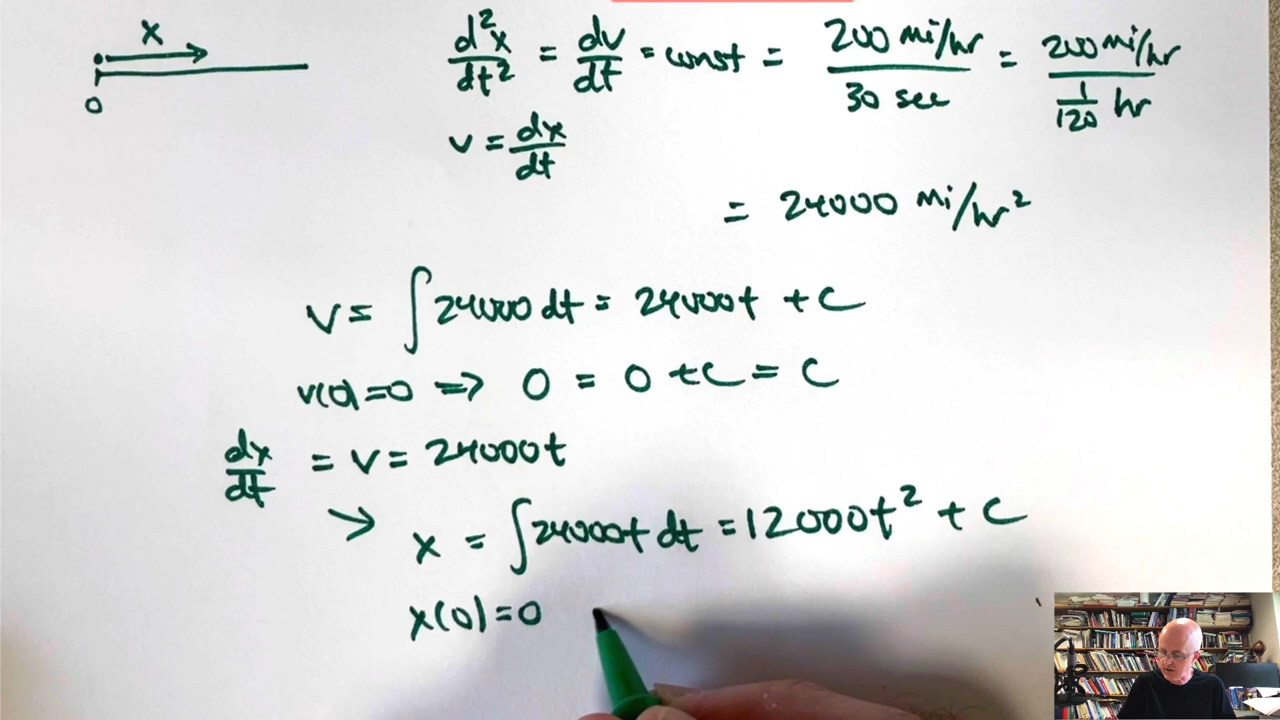 x
0
d²x/dt² = dv/dt = const = 200 mi/hr / 30 sec = 200 mi/hr / 1/120 hr
v = dx/dt
= 24000 mi/hr²
v = ∫ 24000 dt = 24000t + c
v(0)=0 => 0 = 0 + c = c
dx/dt = v = 24000t
→ x = ∫ 24000t dt = 12000t² + c
x(0)=0